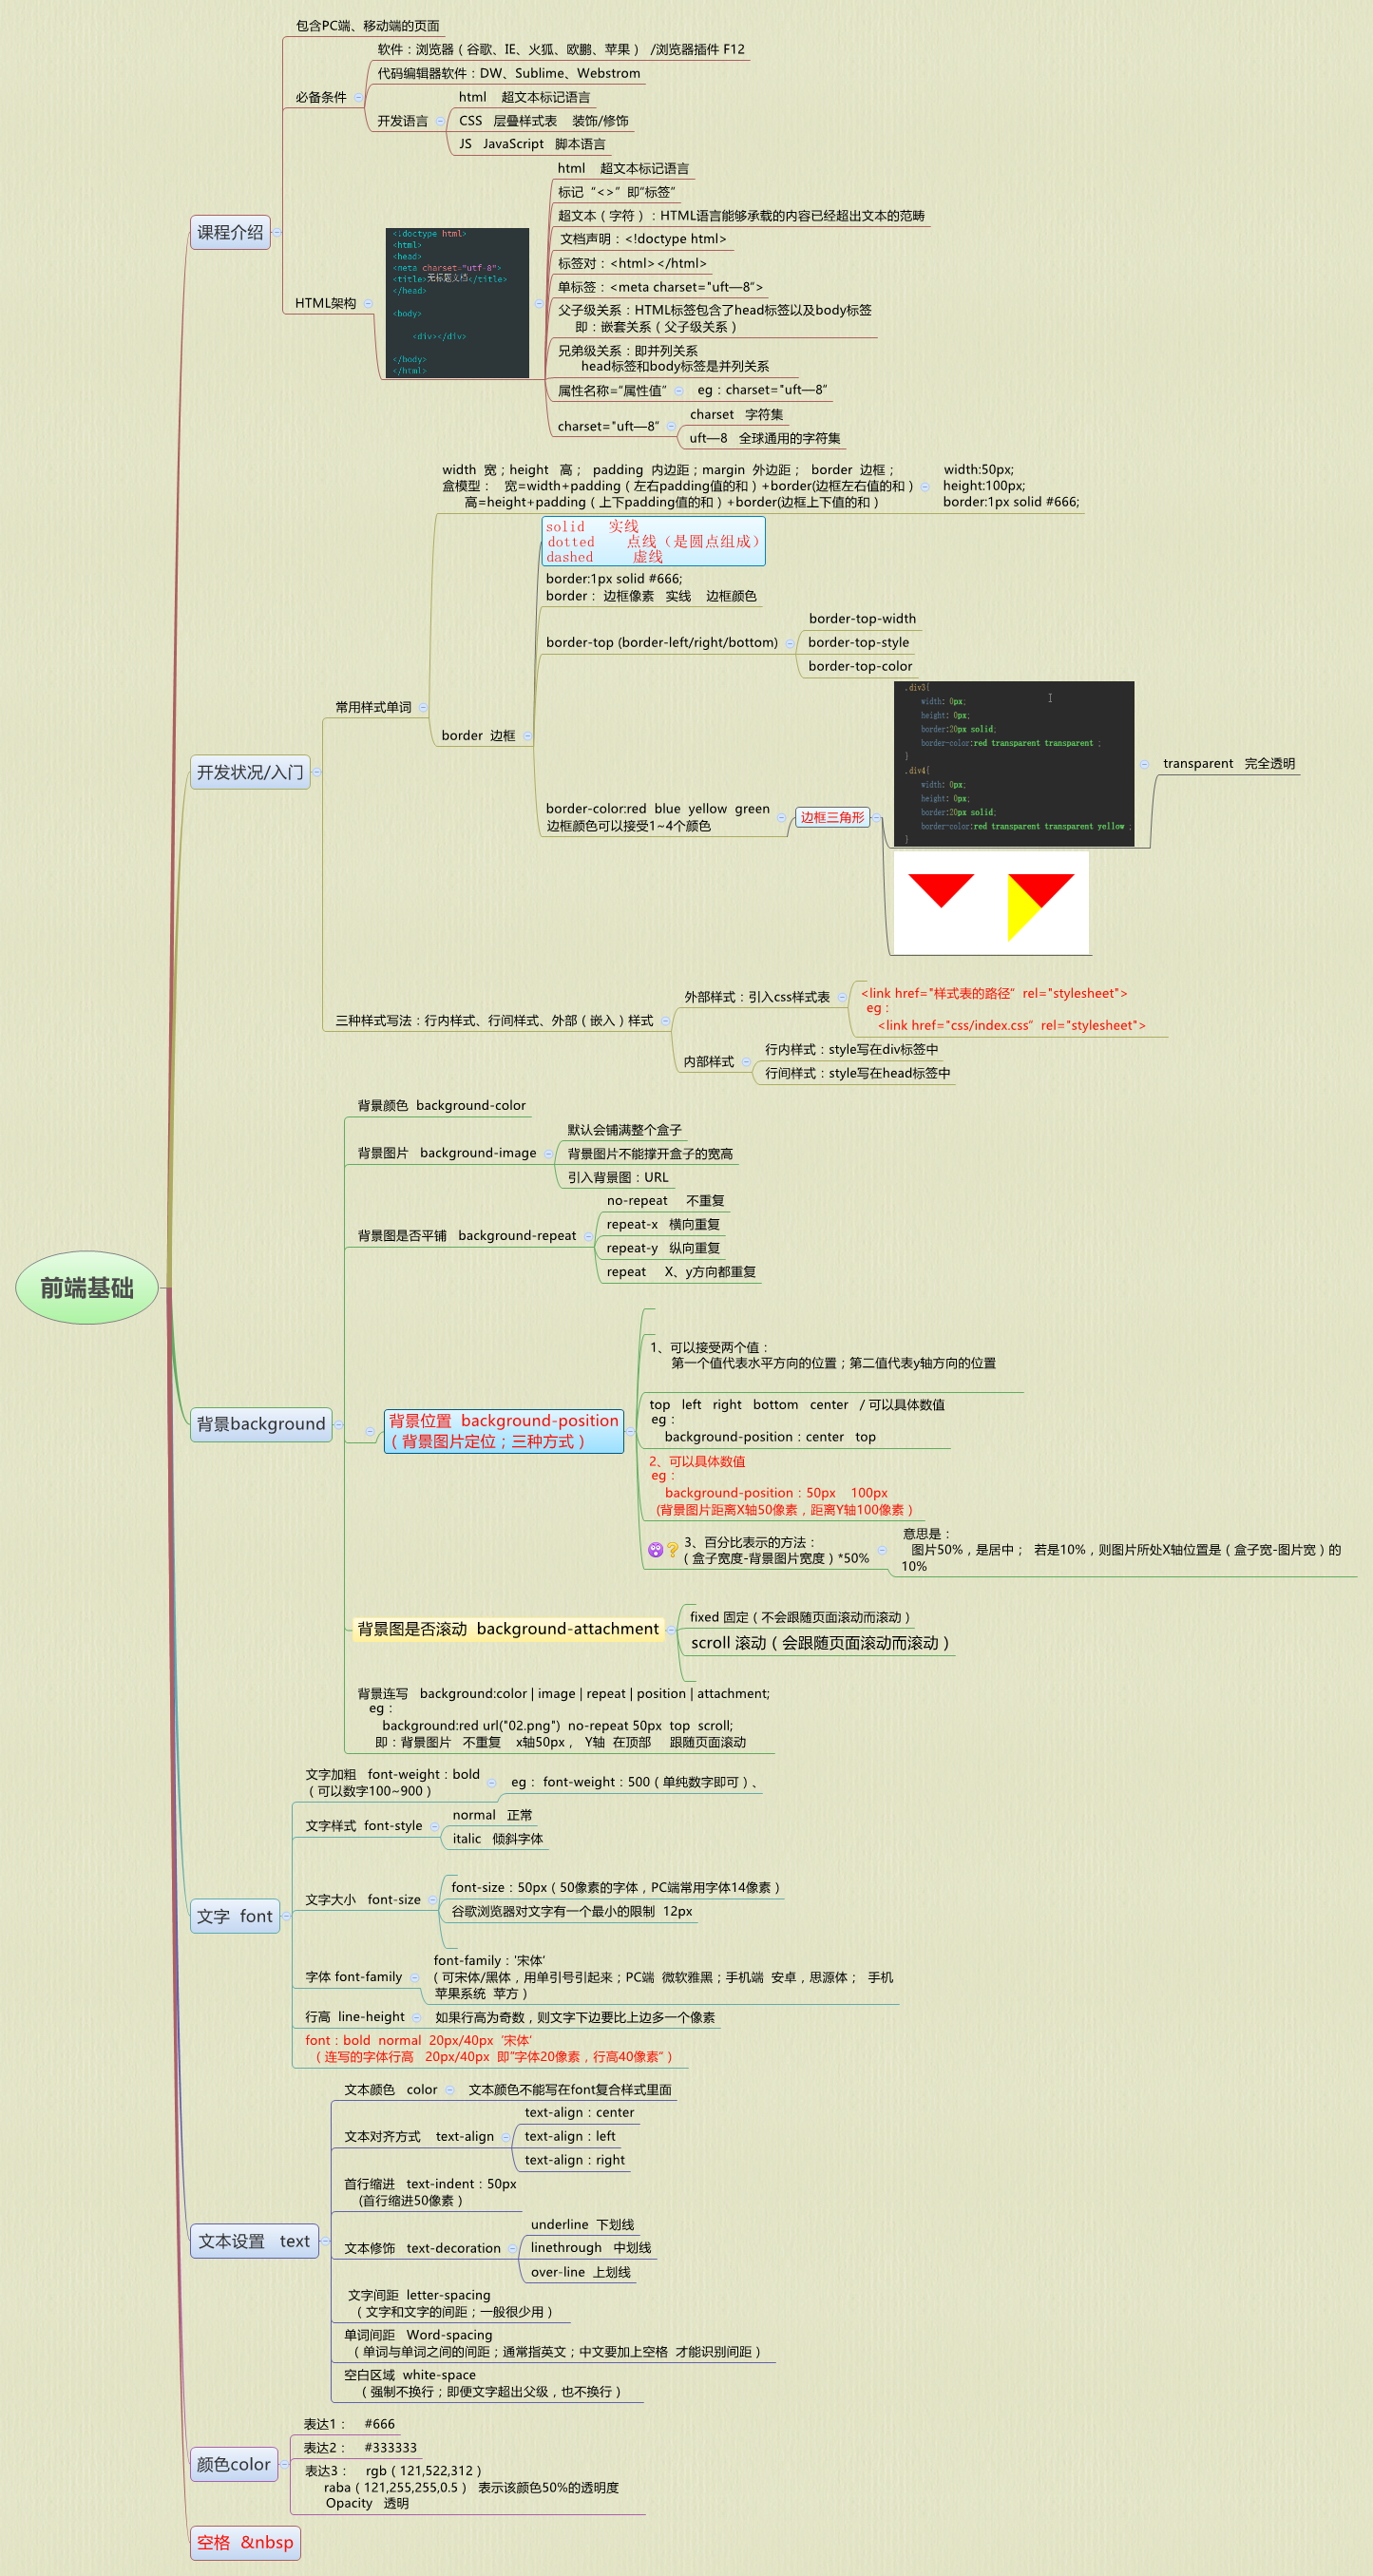 前端基础
课程介绍
包含PC端、移动端的页面
必备条件
软件：浏览器（谷歌、IE、火狐、欧鹏、苹果） /浏览器插件 F12
代码编辑器软件：DW、Sublime、Webstrom
开发语言
html 超文本标记语言
CSS 层叠样式表 装饰/修饰
JS JavaScript 脚本语言
HTML架构
<!doctype html>
<html>
<head>
<meta charset="utf-8">
<title>无标题文档</title>
</head>
<body>
<div></div>
</body>
</html>
html 超文本标记语言
标记 “<>” 即“标签”
超文本（字符）：HTML语言能够承载的内容已经超出文本的范畴
文档声明：<!doctype html>
标签对：<html></html>
单标签：<meta charset="uft—8”>
父子级关系：HTML标签包含了head标签以及body标签
即：嵌套关系（父子级关系）
兄弟级关系：即并列关系
head标签和body标签是并列关系
属性名称=“属性值”
eg：charset="uft—8”
charset="uft—8”
charset 字符集
uft—8 全球通用的字符集
开发状况/入门
常用样式单词
width 宽；height 高； padding 内边距；margin 外边距； border 边框；
盒模型： 宽=width+padding（左右padding值的和）+border(边框左右值的和）
高=height+padding（上下padding值的和）+border(边框上下值的和）
width:50px;
height:100px;
border:1px solid #666;
border 边框
solid 实线
dotted 点线（是圆点组成）
dashed 虚线
border:1px solid #666;
border： 边框像素 实线 边框颜色
border-top (border-left/right/bottom)
border-top-width
border-top-style
border-top-color
border-color:red blue yellow green
边框颜色可以接受1~4个颜色
边框三角形
.div3{
width: 0px;
height: 0px;
border:20px solid;
border-color:red transparent transparent ;
}
.div4{
width: 0px;
height: 0px;
border:20px solid;
border-color:red transparent transparent yellow ;
}
transparent 完全透明
三种样式写法：行内样式、行间样式、外部（嵌入）样式
外部样式：引入css样式表
<link href="样式表的路径” rel="stylesheet">
eg：
<link href="css/index.css” rel="stylesheet">
内部样式
行内样式：style写在div标签中
行间样式：style写在head标签中
背景background
背景颜色 background-color
背景图片 background-image
默认会铺满整个盒子
背景图片不能撑开盒子的宽高
引入背景图：URL
背景图是否平铺 background-repeat
no-repeat 不重复
repeat-x 横向重复
repeat-y 纵向重复
repeat X、y方向都重复
背景位置 background-position
（背景图片定位；三种方式）
1、可以接受两个值：
第一个值代表水平方向的位置；第二值代表y轴方向的位置
top left right bottom center / 可以具体数值
eg：
background-position：center top
2、可以具体数值
eg：
background-position：50px 100px
(背景图片距离X轴50像素，距离Y轴100像素）
3、百分比表示的方法：
（盒子宽度-背景图片宽度）*50%
意思是：
图片50%，是居中； 若是10%，则图片所处X轴位置是（盒子宽-图片宽）的
10%
背景图是否滚动 background-attachment
fixed 固定（不会跟随页面滚动而滚动）
scroll 滚动（会跟随页面滚动而滚动）
背景连写 background:color | image | repeat | position | attachment;
eg：
background:red url("02.png") no-repeat 50px top scroll;
即：背景图片 不重复 x轴50px， Y轴 在顶部 跟随页面滚动
文字 font
文字加粗 font-weight：bold
（可以数字100~900）
eg： font-weight：500（单纯数字即可）、
文字样式 font-style
normal 正常
italic 倾斜字体
文字大小 font-size
font-size：50px（50像素的字体，PC端常用字体14像素）
谷歌浏览器对文字有一个最小的限制 12px
字体 font-family
font-family：'宋体’
（可宋体/黑体，用单引号引起来；PC端 微软雅黑；手机端 安卓，思源体； 手机
苹果系统 苹方）
行高 line-height
如果行高为奇数，则文字下边要比上边多一个像素
font：bold normal 20px/40px ‘宋体’
（连写的字体行高 20px/40px 即“字体20像素，行高40像素”）
文本设置 text
文本颜色 color
文本颜色不能写在font复合样式里面
文本对齐方式 text-align
text-align：center
text-align：left
text-align：right
首行缩进 text-indent：50px
(首行缩进50像素）
文本修饰 text-decoration
underline 下划线
linethrough 中划线
over-line 上划线
文字间距 letter-spacing
（文字和文字的间距；一般很少用）
单词间距 Word-spacing
（单词与单词之间的间距；通常指英文；中文要加上空格 才能识别间距）
空白区域 white-space
（强制不换行；即便文字超出父级，也不换行）
颜色color
表达1： #666
表达2： #333333
表达3： rgb（121,522,312）
raba（121,255,255,0.5） 表示该颜色50%的透明度
Opacity 透明
空格 &nbsp